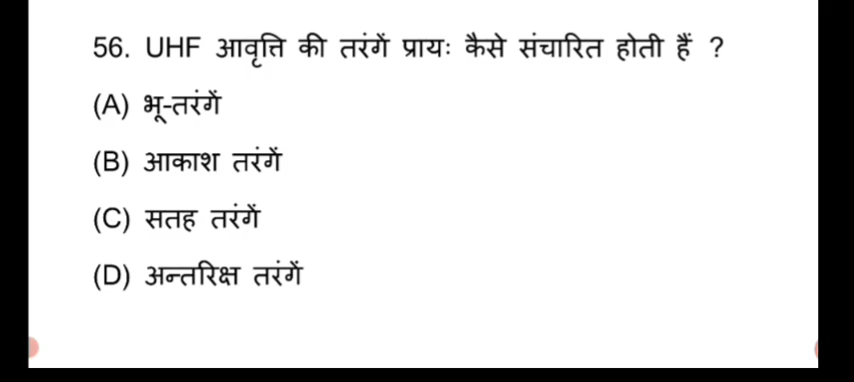 56. UHF आवृत्ति की तरंगें प्रायः कैसे संचारित होती हैं ?
(A) भू-तरंगें
(B) आकाश तरंगें
(C) सतह तरंगें
(D) अन्तरिक्ष तरंगें